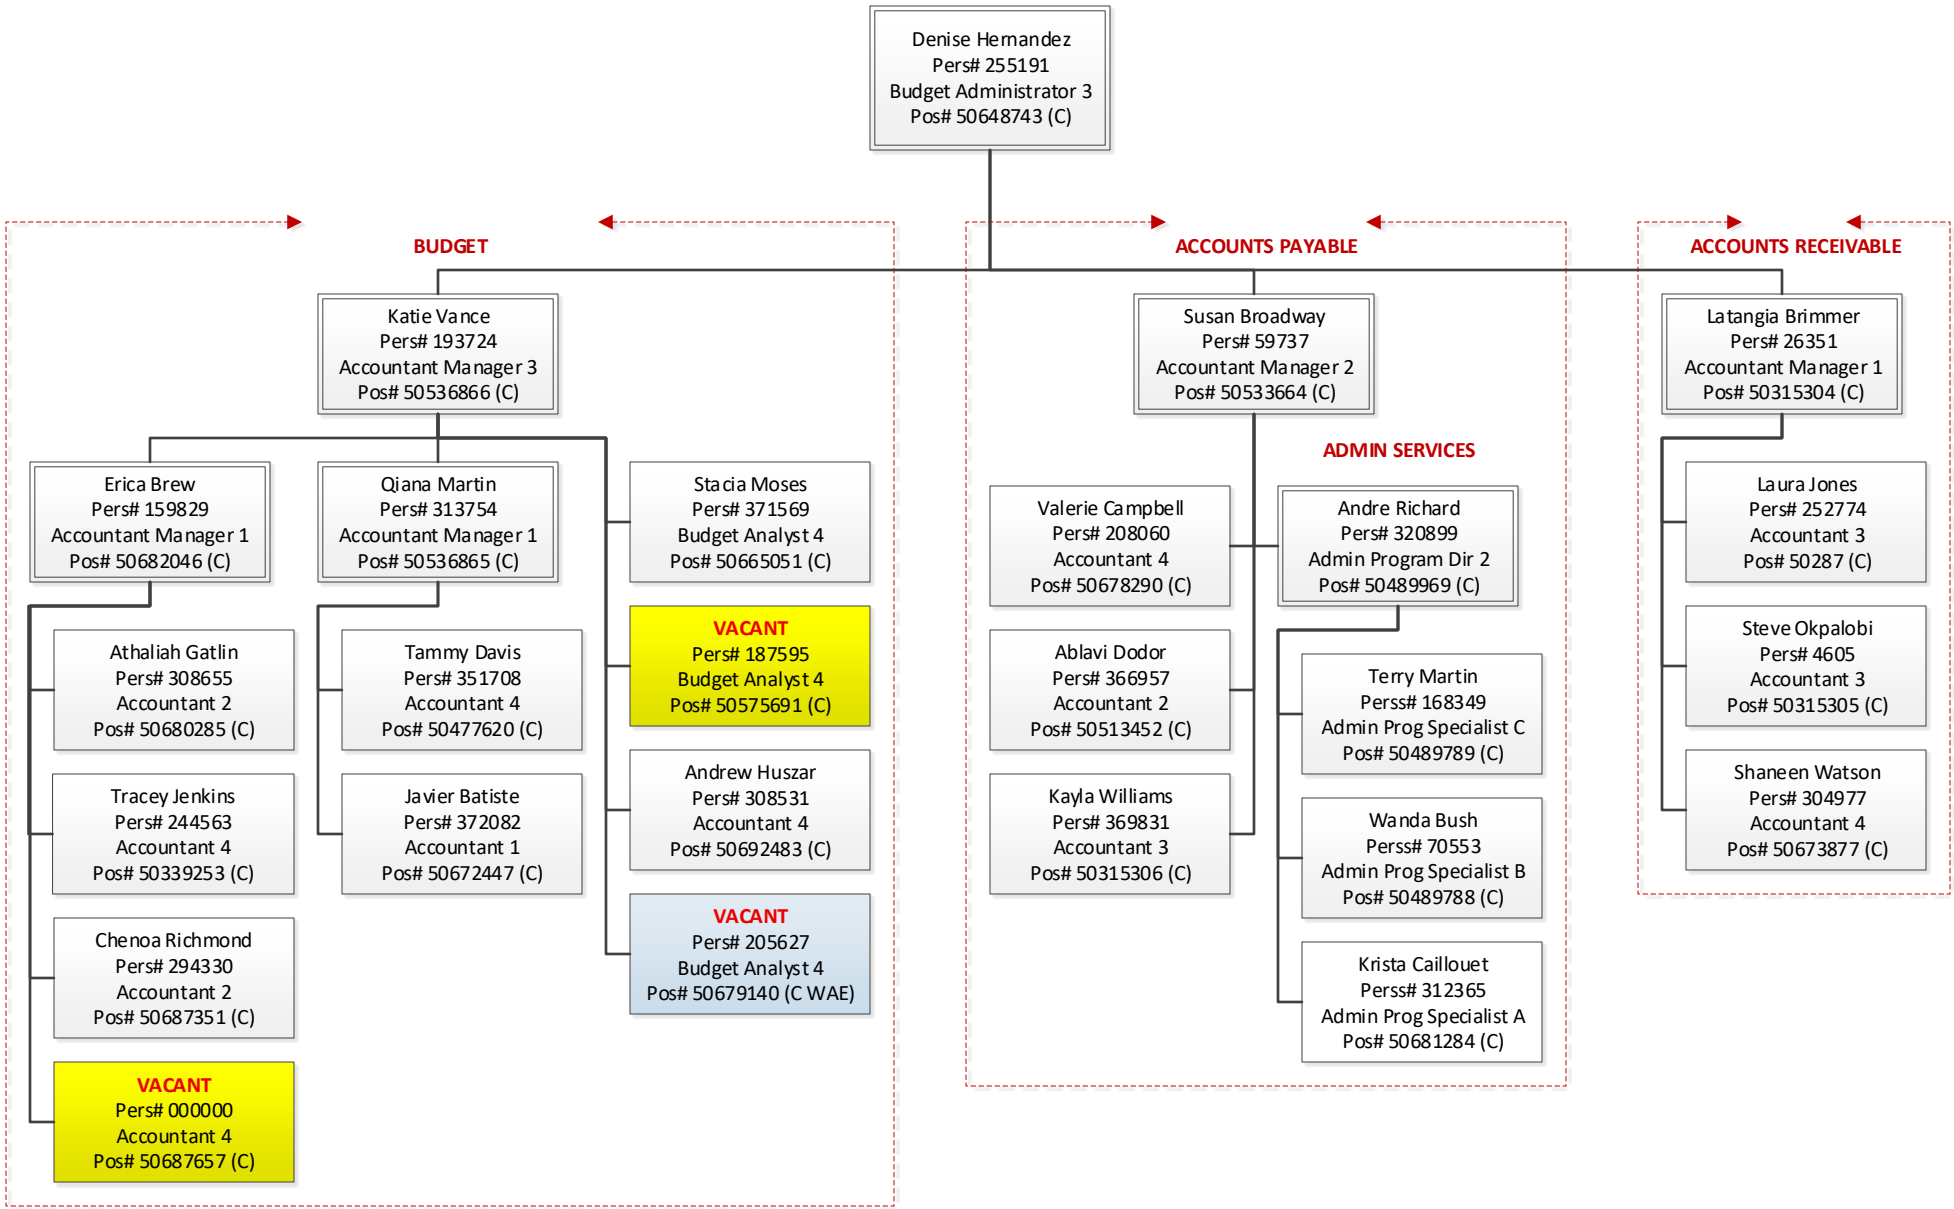 Denise Hernandez
Pers# 255191
Budget Administrator 3
Pos# 50648743 (C)
BUDGET
Katie Vance
Pers# 193724
Accountant Manager 3
Pos# 50536866 (C)
Erica Brew
Pers# 159829
Accountant Manager 1
Pos# 50682046 (C)
Athaliah Gatlin
Pers# 308655
Accountant 2
Pos# 50680285 (C)
Tracey Jenkins
Pers# 244563
Accountant 4
Pos# 50339253 (C)
Chenoa Richmond
Pers# 294330
Accountant 2
Pos# 50687351 (C)
VACANT
Pers# 000000
Accountant 4
Pos# 50687657 (C)
Qiana Martin
Pers# 313754
Accountant Manager 1
Pos# 50536865 (C)
Tammy Davis
Pers# 351708
Accountant 4
Pos# 50477620 (C)
Javier Batiste
Pers# 372082
Accountant 1
Pos# 50672447 (C)
Stacia Moses
Pers# 371569
Budget Analyst 4
Pos# 50665051 (C)
VACANT
Pers# 187595
Budget Analyst 4
Pos# 50575691 (C)
Andrew Huszar
Pers# 308531
Accountant 4
Pos# 50692483 (C)
VACANT
Pers# 205627
Budget Analyst 4
Pos# 50679140 (C WAE)
ACCOUNTS PAYABLE
Susan Broadway
Pers# 59737
Accountant Manager 2
Pos# 50533664 (C)
Valerie Campbell
Pers# 208060
Accountant 4
Pos# 50678290 (C)
Ablavi Dodor
Pers# 366957
Accountant 2
Pos# 50513452 (C)
Kayla Williams
Pers# 369831
Accountant 3
Pos# 50315306 (C)
ADMIN SERVICES
Andre Richard
Pers# 320899
Admin Program Dir 2
Pos# 50489969 (C)
Terry Martin
Perss# 168349
Admin Prog Specialist C
Pos# 50489789 (C)
Wanda Bush
Perss# 70553
Admin Prog Specialist B
Pos# 50489788 (C)
Krista Caillouet
Perss# 312365
Admin Prog Specialist A
Pos# 50681284 (C)
ACCOUNTS RECEIVABLE
Latangia Brimmer
Pers# 26351
Accountant Manager 1
Pos# 50315304 (C)
Laura Jones
Pers# 252774
Accountant 3
Pos# 50287 (C)
Steve Okpalobi
Pers# 4605
Accountant 3
Pos# 50315305 (C)
Shaneen Watson
Pers# 304977
Accountant 4
Pos# 50673877 (C)